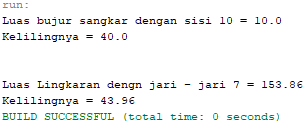 run:
Luas bujur sangkar dengan sisi 10 = 10.0
Kelilingnya = 40.0
Luas Lingkaran dengn jari - jari 7 = 153.86
Kelilingnya = 43.96
BUILD SUCCESSFUL (total time: 0 seconds)